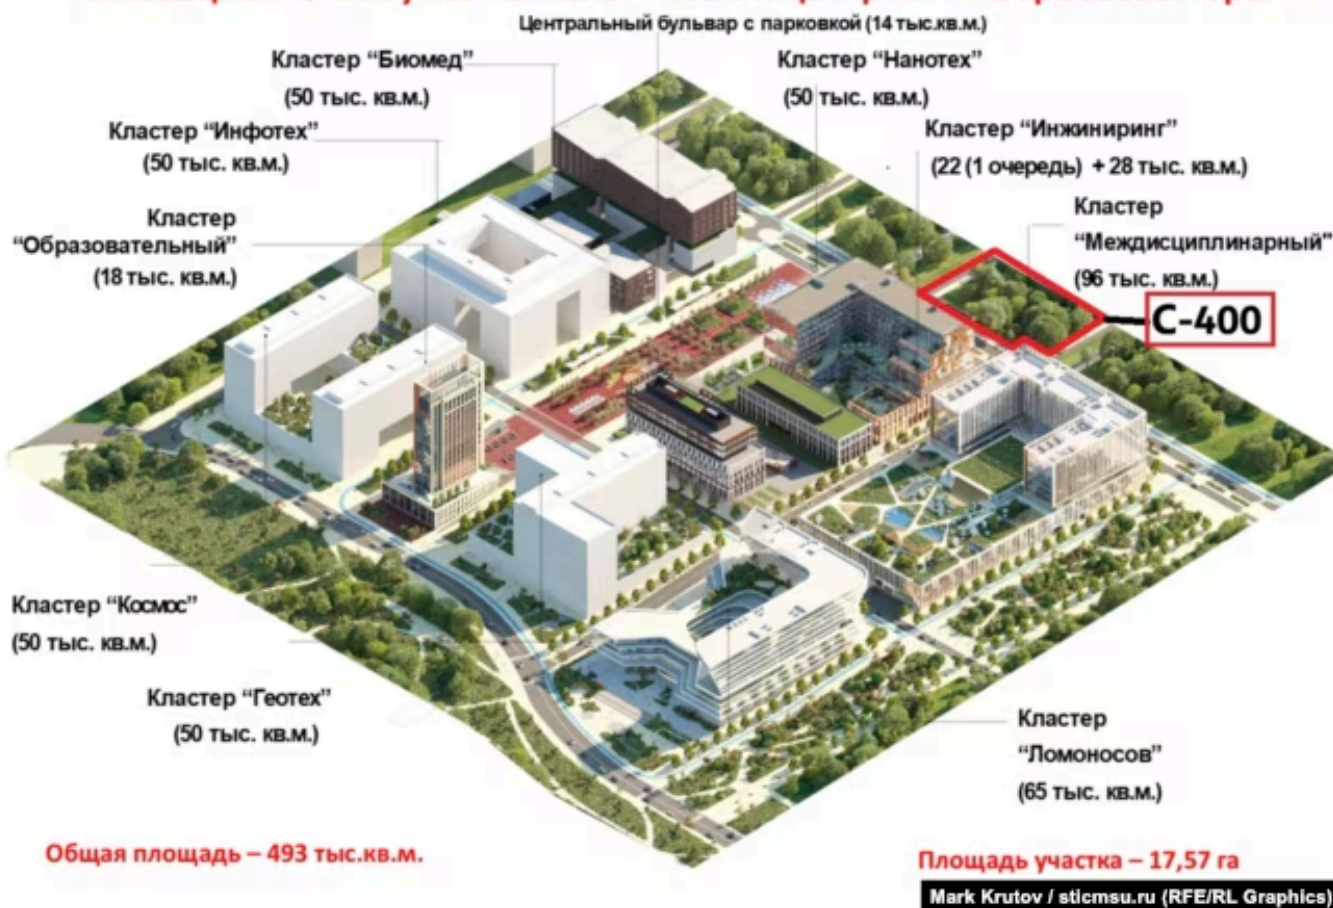 Центральный бульвар с парковкой (14 тыс.кв.м.)
Кластер “Биомед”
(50 тыс. кв.м.)
Кластер “Нанотех”
(50 тыс. кв.м.)
Кластер “Инфотех”
(50 тыс. кв.м.)
Кластер “Инжиниринг”
(22 (1 очередь) + 28 тыс. кв.м.)
Кластер
“Образовательный”
(18 тыс. кв.м.)
Кластер
“Междисциплинарный”
(96 тыс. кв.м.)
С-400
Кластер “Космос”
(50 тыс. кв.м.)
Кластер “Геотех”
(50 тыс. кв.м.)
Кластер
“Ломоносов”
(65 тыс. кв.м.)
Общая площадь – 493 тыс.кв.м.
Площадь участка – 17,57 га
Mark Krutov / sticmsu.ru (RFE/RL Graphics)